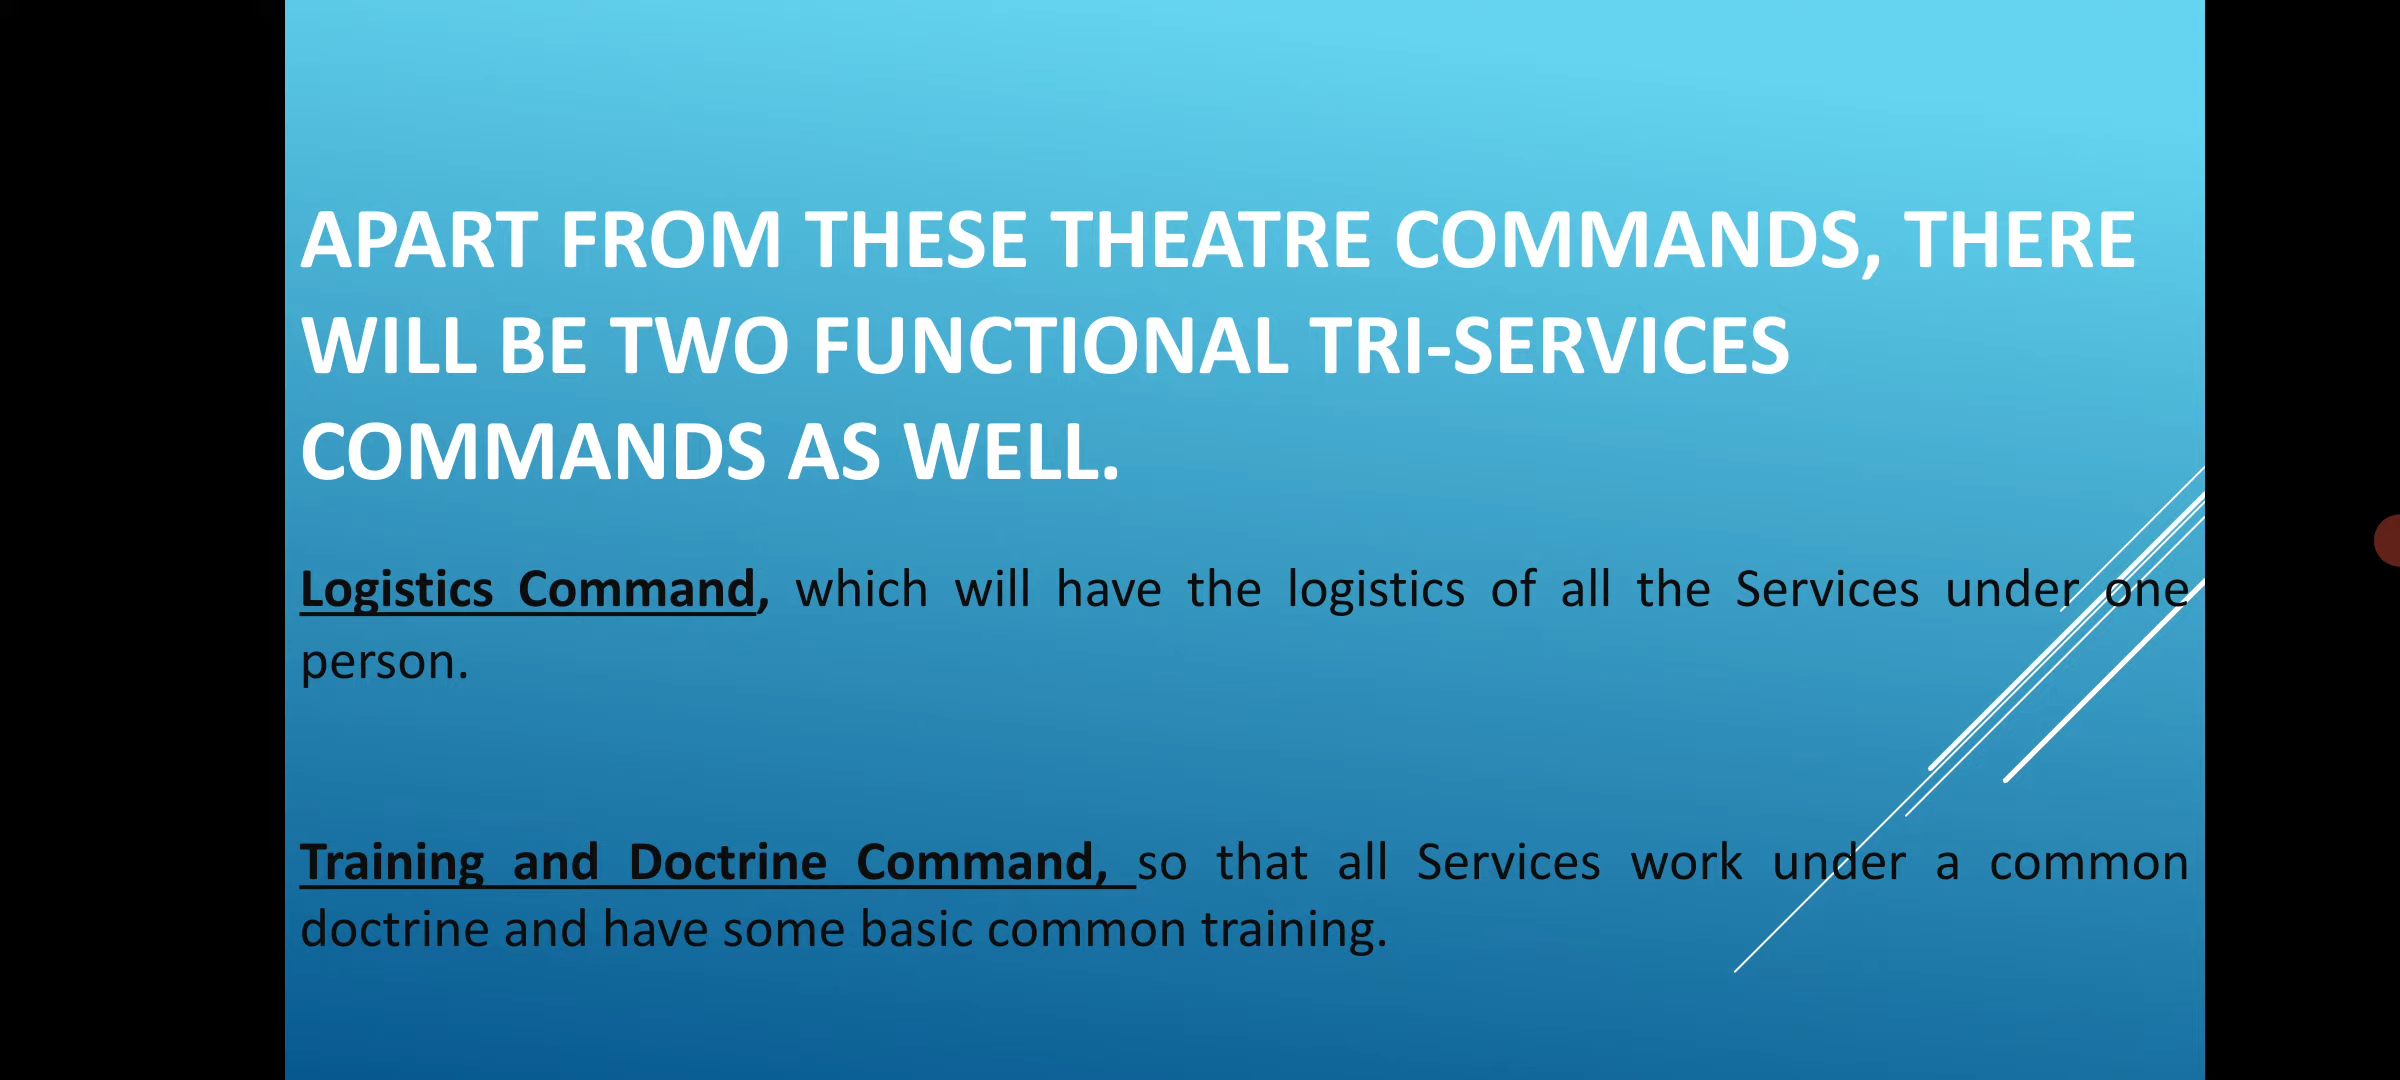 APART FROM THESE THEATRE COMMANDS, THERE
WILL BE TWO FUNCTIONAL TRI-SERVICES
COMMANDS AS WELL.
Logistics Command, which will have the logistics of all the Services under one
person.
Training and Doctrine Command, so that all Services work under a common
doctrine and have some basic common training.